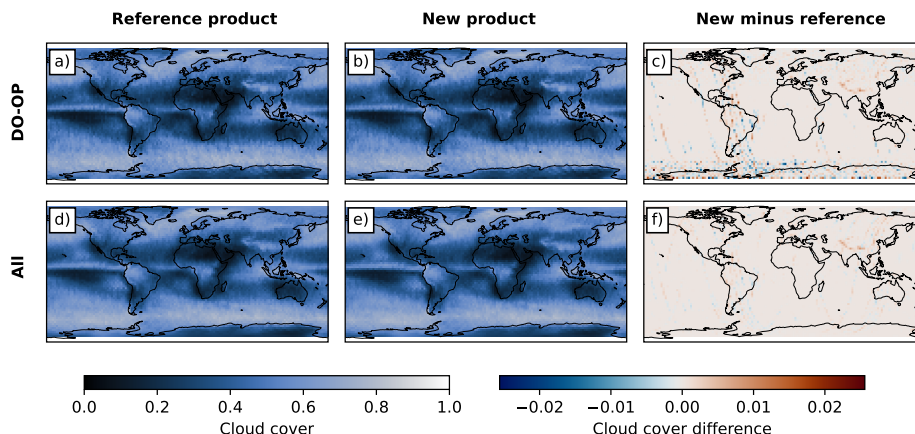 Reference product New product New minus reference
DO-OP
a) b) c)
All
d) e) f)
0.0 0.2 0.4 0.6 0.8 1.0
Cloud cover
−0.02 −0.01 0.00 0.01 0.02
Cloud cover difference